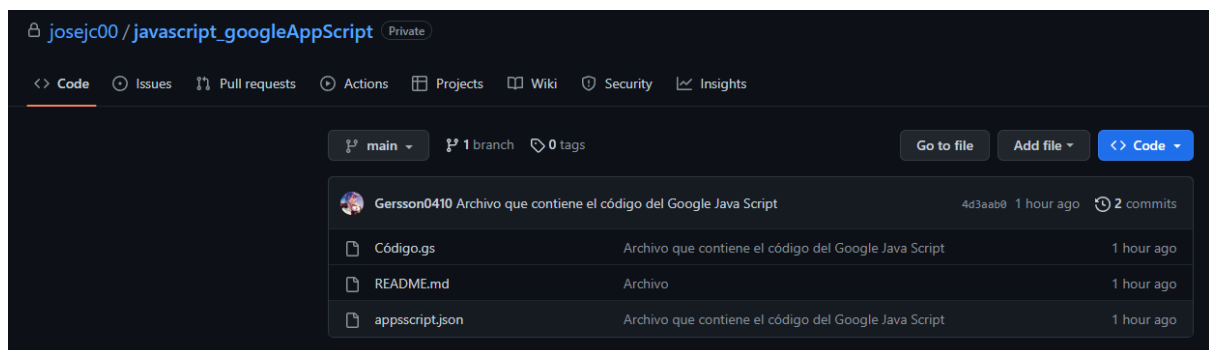 josejc00 / javascript_googleAppScript Private
<> Code Issues Pull requests Actions Projects Wiki Security Insights
main 1 branch 0 tags Go to file Add file <> Code
Gersson0410 Archivo que contiene el código del Google Java Script 4d3aab0 1 hour ago 2 commits
Código.gs Archivo que contiene el código del Google Java Script 1 hour ago
README.md Archivo 1 hour ago
appsscript.json Archivo que contiene el código del Google Java Script 1 hour ago